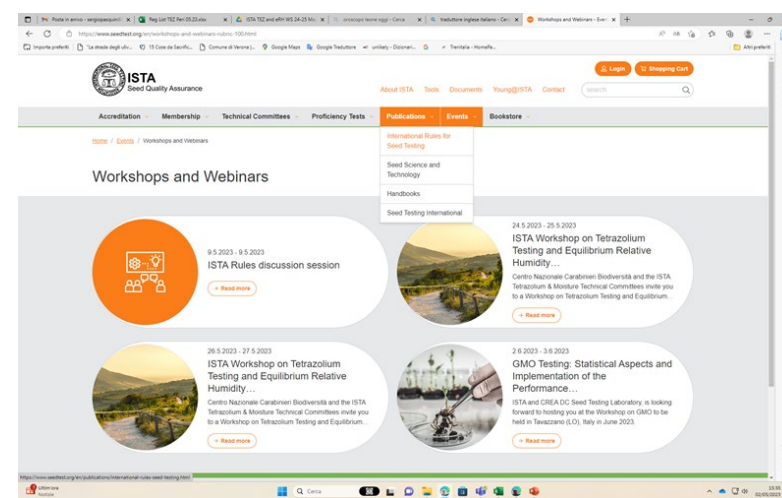 Posta in arrivo - sergiopasquini
Reg List TEZ Peri 05.23.xlsx
ISTA TEZ and eRH WS 24-25 M
oroscopo leone oggi - Cerca
traduttore inglese italiano - Cerc
Workshops and Webinars - Even
https://www.seedtest.org/en/workshops-and-webinars-rubric-100.html
Importa preferiti
"La strada degli uliv...
15 Cose da Sacrific...
Comune di Verona |...
Google Maps
Google Traduttore
unikely - Dizionari...
Trenitalia - Homefa...
Altri preferiti
ISTA
Seed Quality Assurance
Login
Shopping Cart
About ISTA Tools Documents Young@ISTA Contact
search
Accreditation Membership Technical Committees Proficiency Tests Publications Events Bookstore
International Rules for
Seed Testing
Seed Science and
Technology
Handbooks
Seed Testing International
Home / Events / Workshops and Webinars
Workshops and Webinars
9.5.2023 - 9.5.2023
ISTA Rules discussion session
→ Read more
24.5.2023 - 25.5.2023
ISTA Workshop on Tetrazolium
Testing and Equilibrium Relative
Humidity…
Centro Nazionale Carabinieri Biodiversità and the ISTA
Tetrazolium & Moisture Technical Committees invite you
to a Workshop on Tetrazolium Testing and Equilibrium…
→ Read more
26.5.2023 - 27.5.2023
ISTA Workshop on Tetrazolium
Testing and Equilibrium Relative
Humidity…
Centro Nazionale Carabinieri Biodiversità and the ISTA
Tetrazolium & Moisture Technical Committees invite you
to a Workshop on Tetrazolium Testing and Equilibrium…
→ Read more
2.6.2023 - 3.6.2023
GMO Testing: Statistical Aspects and
Implementation of the
Performance…
ISTA and CREA DC Seed Testing Laboratory, is looking
forward to hosting you at the Workshop on GMO to be
held in Tavazzano (LO), Italy in June 2023.
→ Read more
https://www.seedtest.org/en/publications/international-rules-seed-testing.html
Ultim'ora
Notizie
Cerca
15:35
02/05/2023